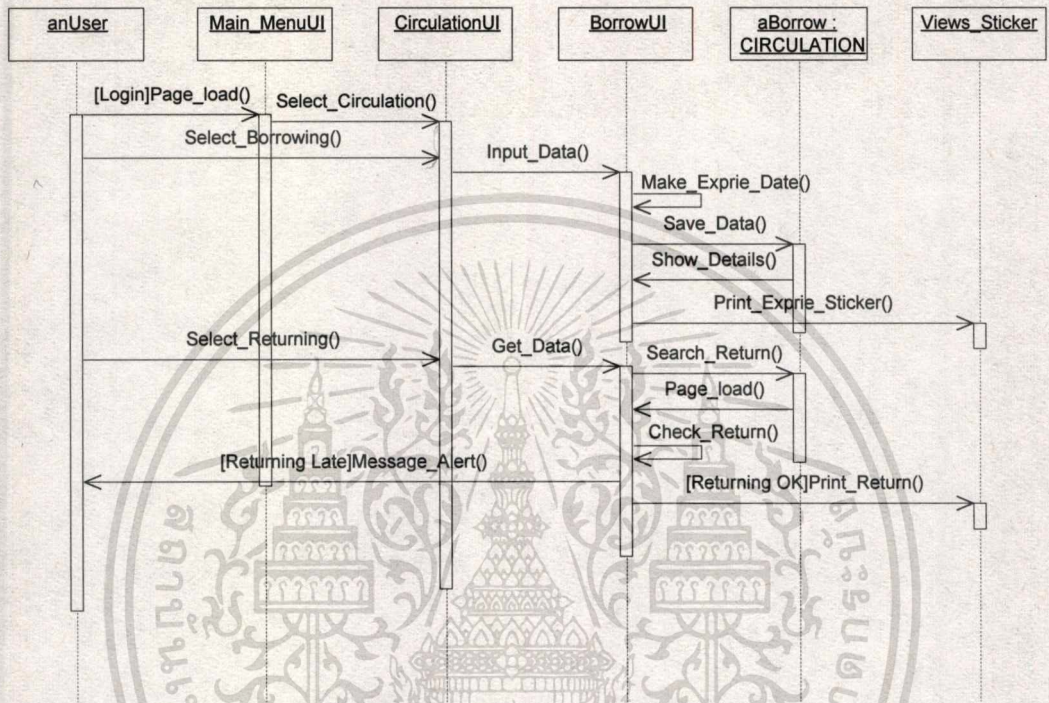 anUser
Main_MenuUI
CirculationUI
BorrowUI
aBorrow :
CIRCULATION
Views_Sticker
[Login]Page_load()
Select_Circulation()
Select_Borrowing()
Input_Data()
Make_Exprie_Date()
Save_Data()
Show_Details()
Print_Exprie_Sticker()
Select_Returning()
Get_Data()
Search_Return()
Page_load()
Check_Return()
[Returning Late]Message_Alert()
[Returning OK]Print_Return()